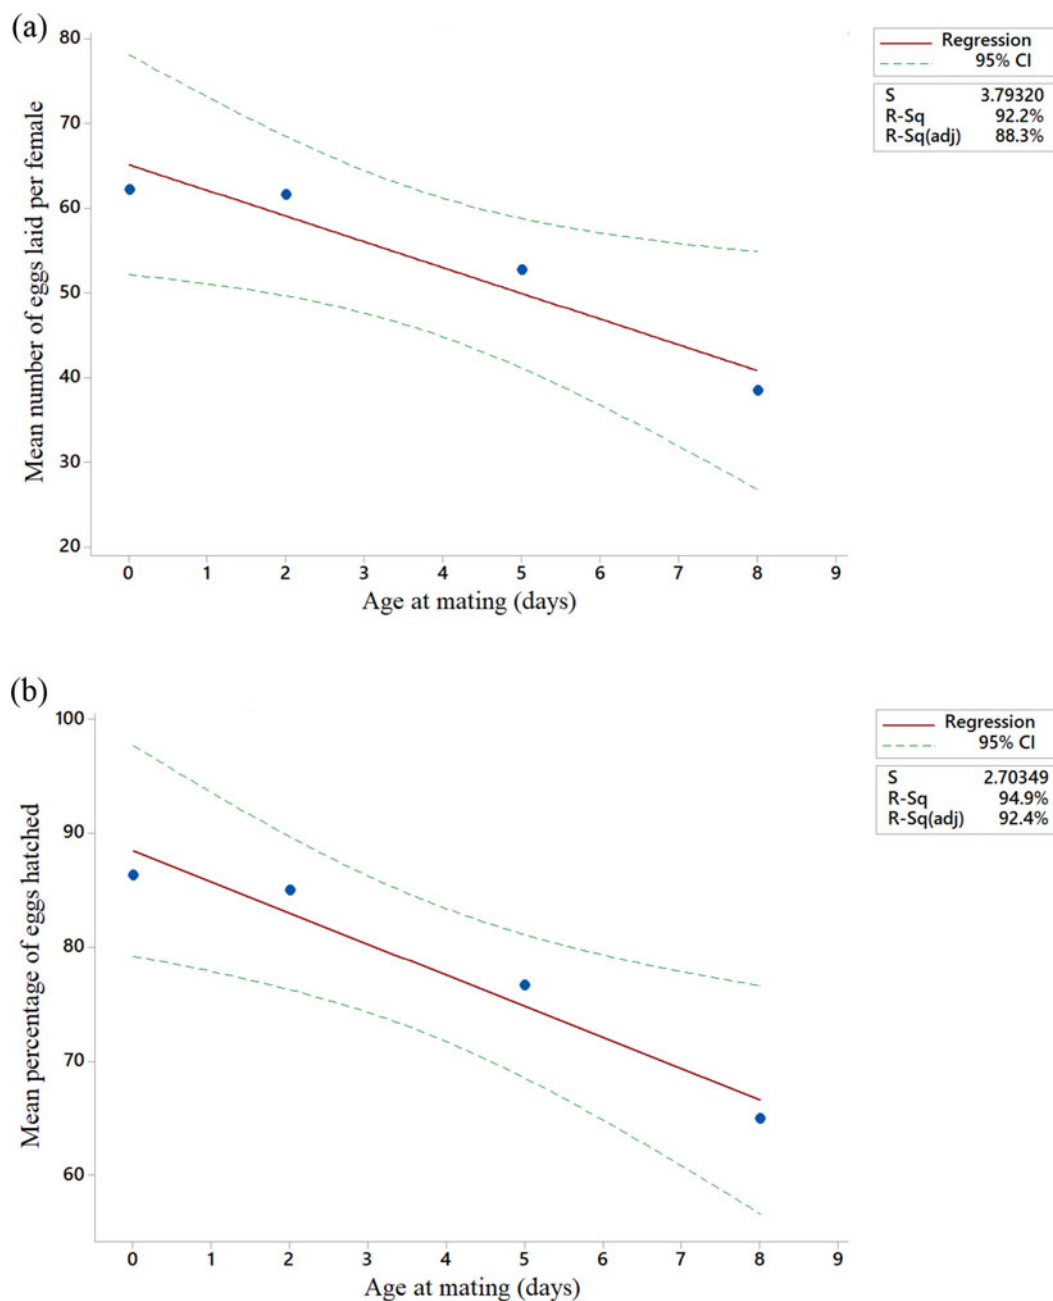 (a)
80
70
60
50
40
30
20
Mean number of eggs laid per female
0 1 2 3 4 5 6 7 8 9
Age at mating (days)
Regression
95% CI
S 3.79320
R-Sq 92.2%
R-Sq(adj) 88.3%
(b)
100
90
80
70
60
Mean percentage of eggs hatched
0 1 2 3 4 5 6 7 8 9
Age at mating (days)
Regression
95% CI
S 2.70349
R-Sq 94.9%
R-Sq(adj) 92.4%